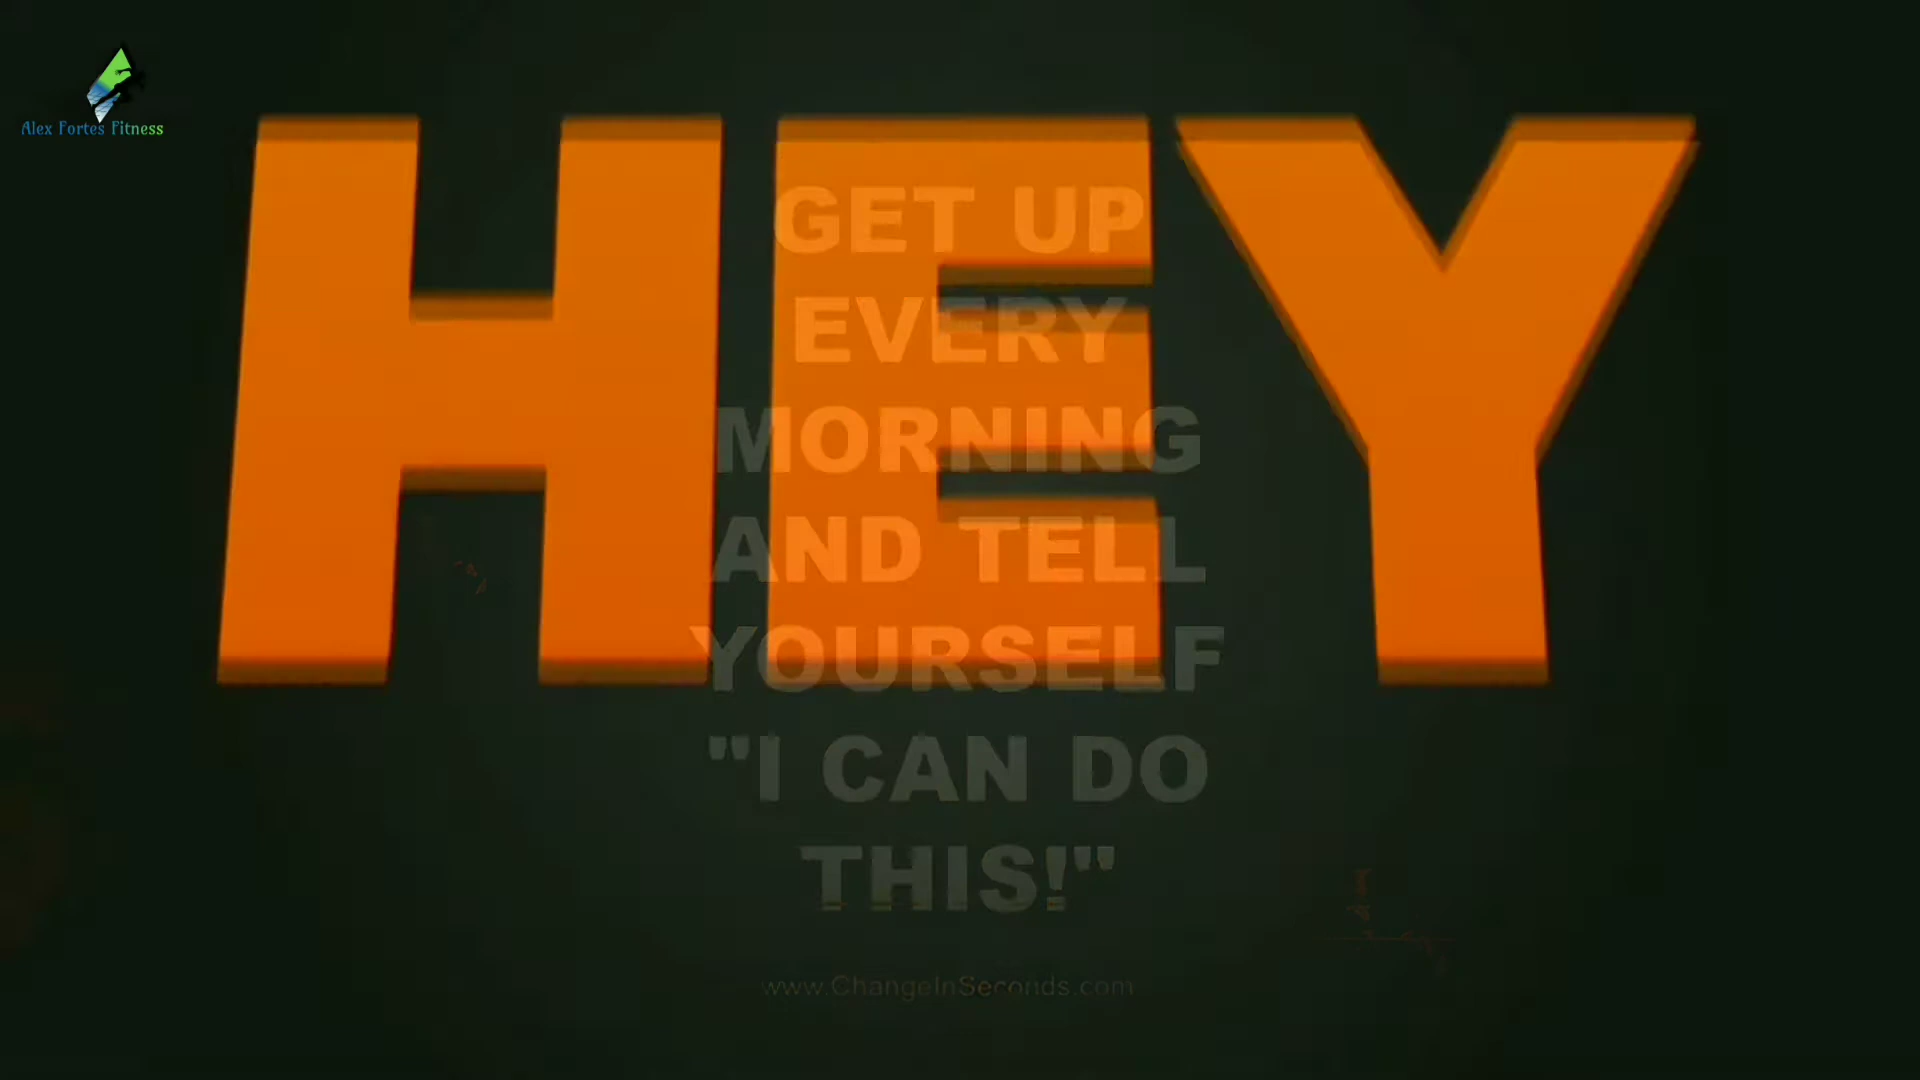 Alex Fortes Fitness
HEY
GET UP
EVERY
MORNING
AND TELL
YOURSELF
"I CAN DO
THIS!"
www.ChangeInSeconds.com